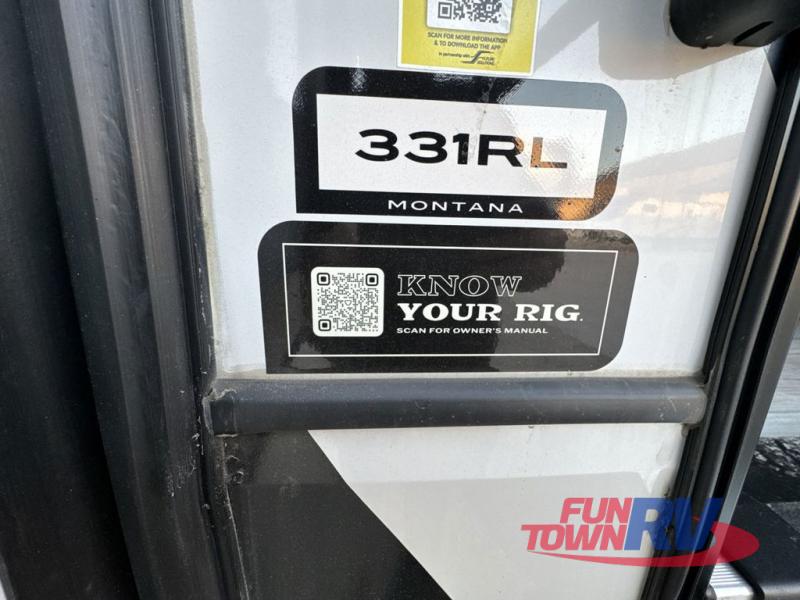 SCAN FOR MORE INFORMATION
& TO DOWNLOAD THE APP
331RL
MONTANA
KNOW
YOUR RIG.
SCAN FOR OWNER'S MANUAL
FUN
TOWN RV